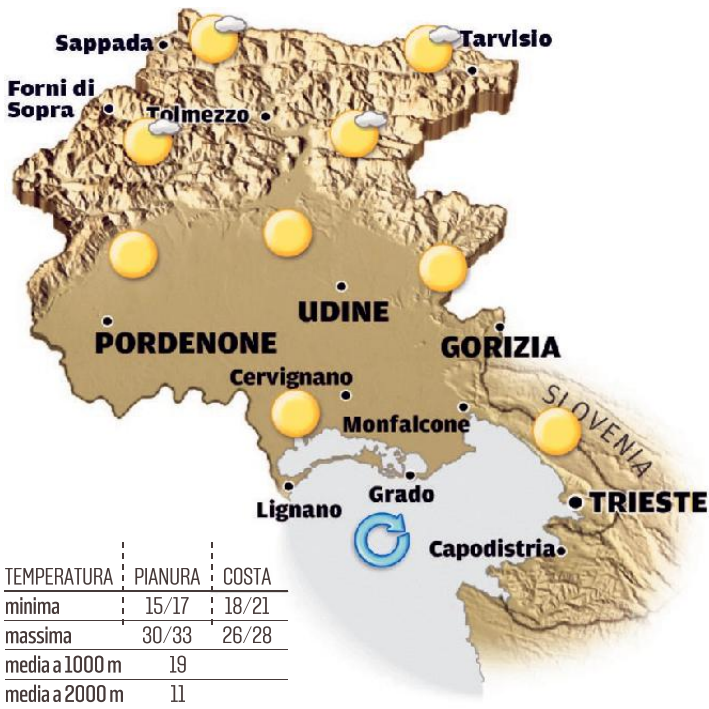 Sappada
Tarvisio
Forni di
Sopra
Tolmezzo
UDINE
PORDENONE
GORIZIA
Cervignano
SLOVENIA
Monfalcone
Lignano
Grado
TRIESTE
Capodistria
TEMPERATURA PIANURA COSTA
minima 15/17 18/21
massima 30/33 26/28
media a 1000 m 19
media a 2000 m 11